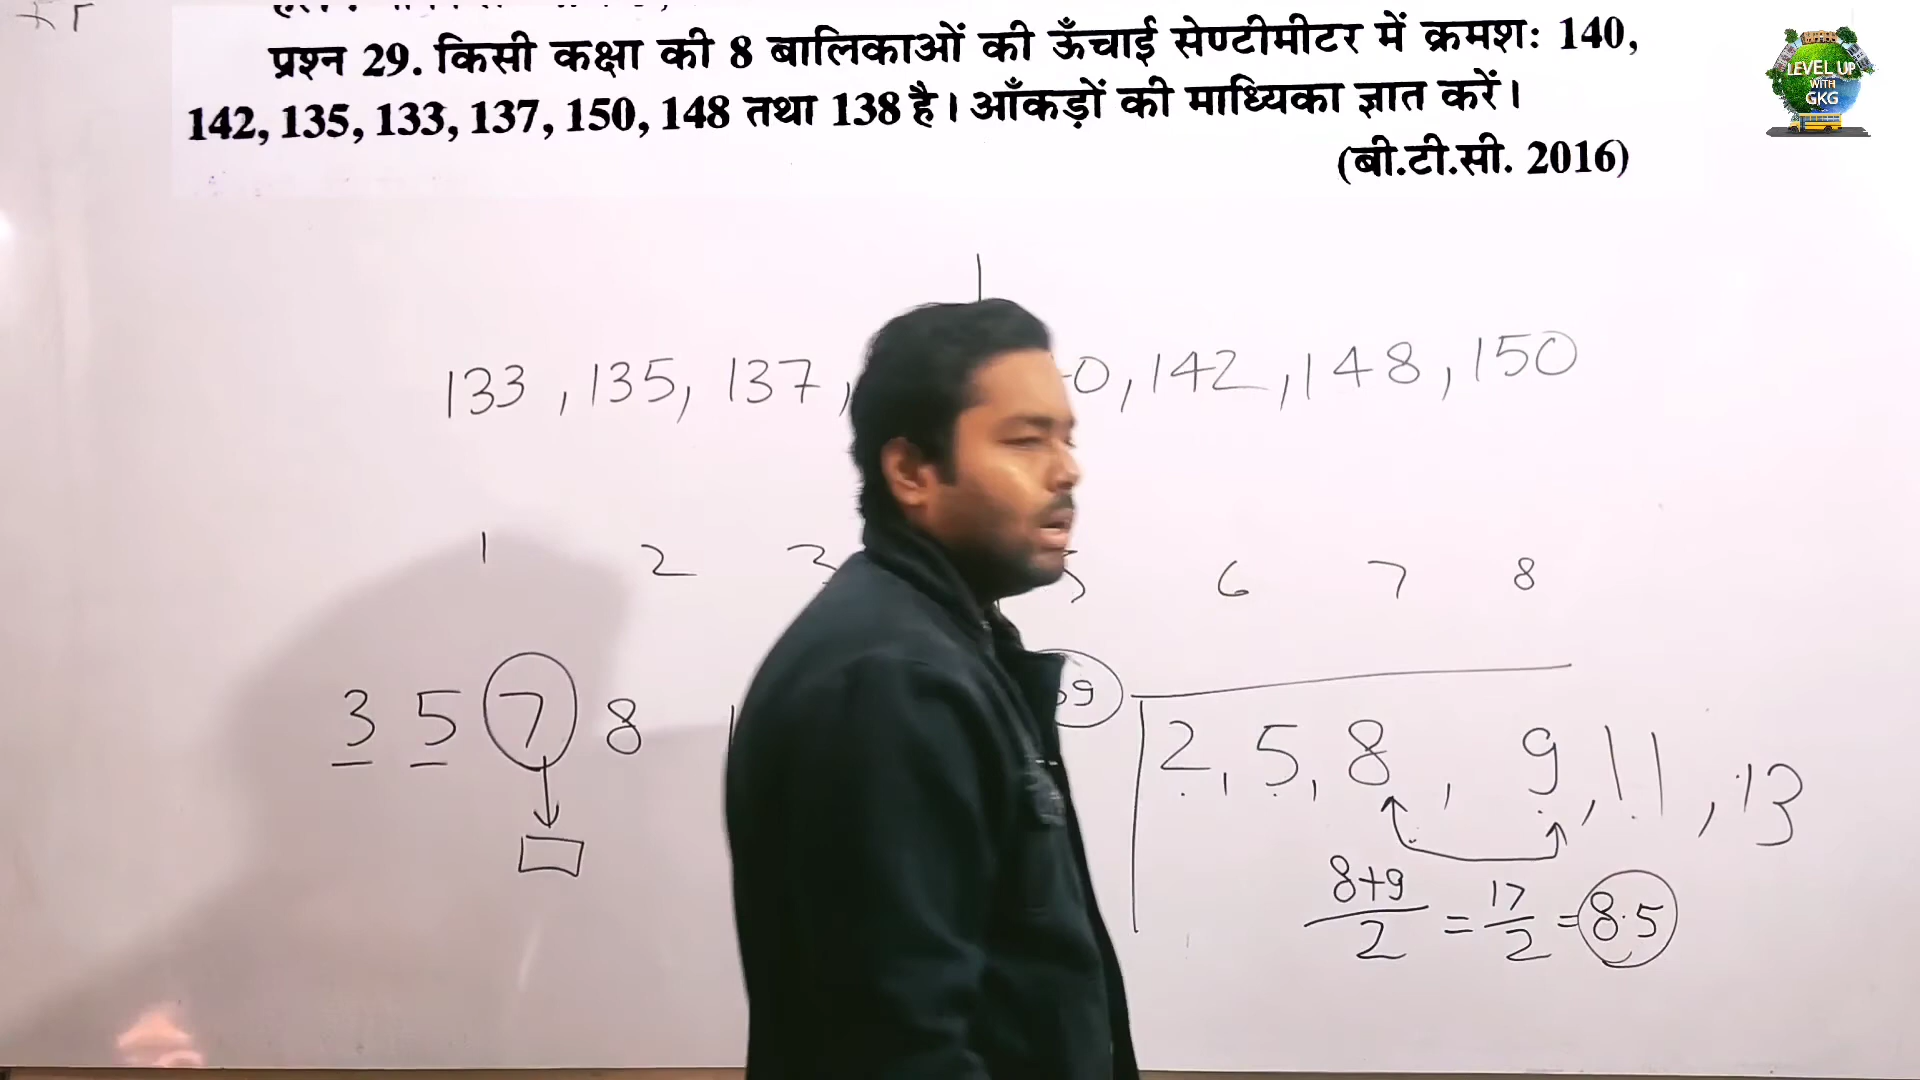 प्रश्न 29. किसी कक्षा की 8 बालिकाओं की ऊँचाई सेण्टीमीटर में क्रमशः 140,
142, 135, 133, 137, 150, 148 तथा 138 है। आँकड़ों की माध्यिका ज्ञात करें।
(बी.टी.सी. 2016)
LEVEL UP
WITH
GKG
133 , 135, 137, 0, 142, 148, 150
1 2 3 6 7 8
3 5 7 8 9
2, 5, 8, 9, 11, 13
8+9/2 = 17/2 = 8.5